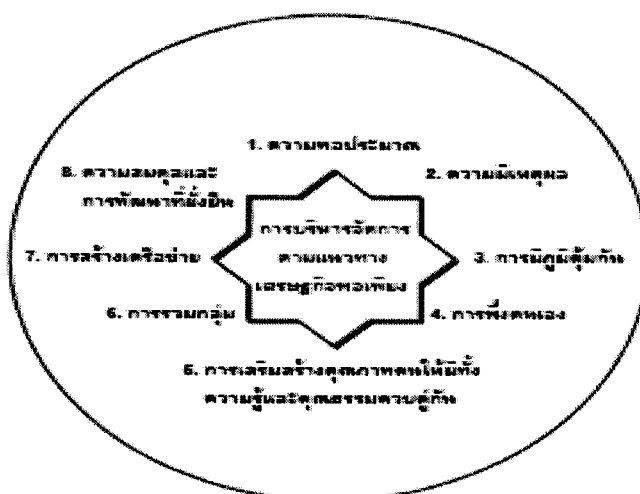 1. ความพอประมาณ
2. ความมีเหตุผล
3. การมีภูมิคุ้มกัน
4. การพึ่งตนเอง
5. การเสริมสร้างคุณภาพคนให้มีทั้ง
ความรู้และคุณธรรมควบคู่กัน
6. การรวมกลุ่ม
7. การสร้างเครือข่าย
8. ความสมดุลและ
การพัฒนาที่ยั่งยืน
การบริหารจัดการ
ตามแนวทาง
เศรษฐกิจพอเพียง